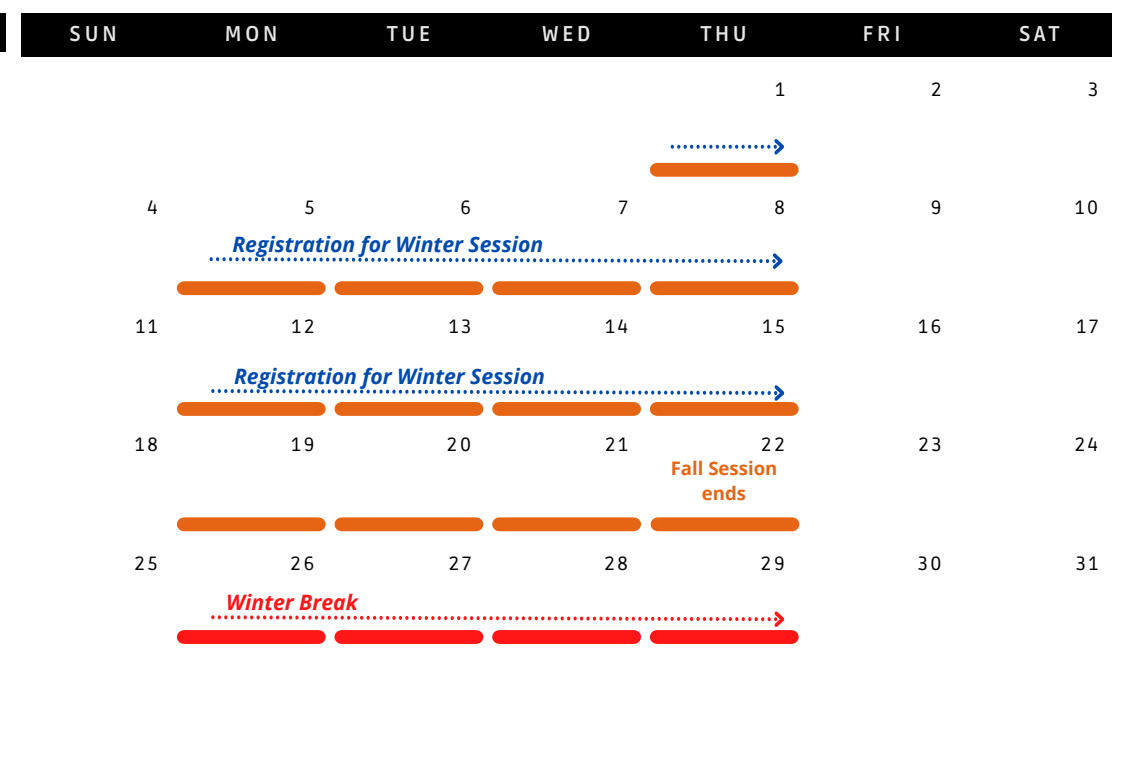 SUN MON TUE WED THU FRI SAT
1 2 3
4 5 6 7 8 9 10
Registration for Winter Session
11 12 13 14 15 16 17
Registration for Winter Session
18 19 20 21 22 23 24
Fall Session
ends
25 26 27 28 29 30 31
Winter Break